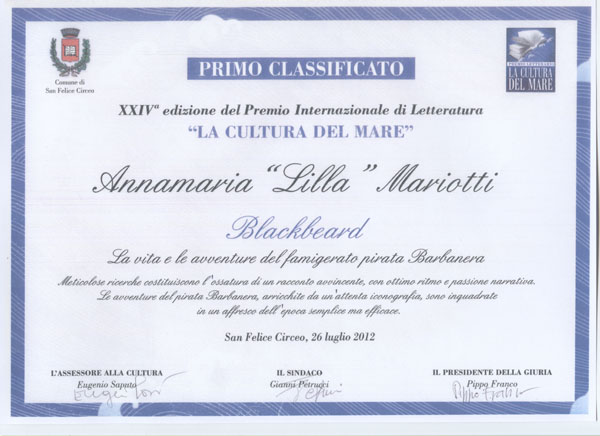 PRIMO CLASSIFICATO
Comune di
San Felice Circeo
PREMIO LETTERARIO
LA CULTURA
DEL MARE
XXIVª edizione del Premio Internazionale di Letteratura
“LA CULTURA DEL MARE”
Annamaria “Lilla” Mariotti
Blackbeard
La vita e le avventure del famigerato pirata Barbanera
Meticolose ricerche costituiscono l'ossatura di un racconto avvincente, con ottimo ritmo e passione narrativa.
Le avventure del pirata Barbanera, arricchite da un'attenta iconografia, sono inquadrate
in un affresco dell'epoca semplice ma efficace.
San Felice Circeo, 26 luglio 2012
L'ASSESSORE ALLA CULTURA
Eugenio Saputo
IL SINDACO
Gianni Petrucci
IL PRESIDENTE DELLA GIURIA
Pippo Franco